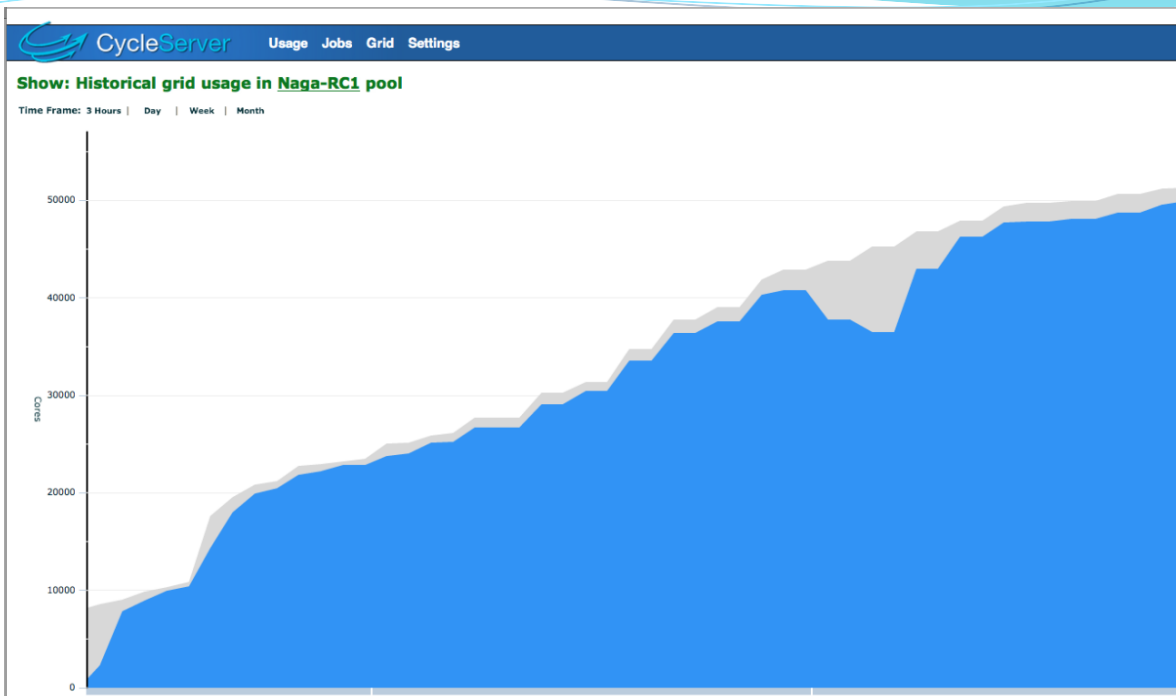 CycleServer Usage Jobs Grid Settings
Show: Historical grid usage in Naga-RC1 pool
Time Frame: 3 Hours | Day | Week | Month
50000
40000
30000
Cores
20000
10000
0